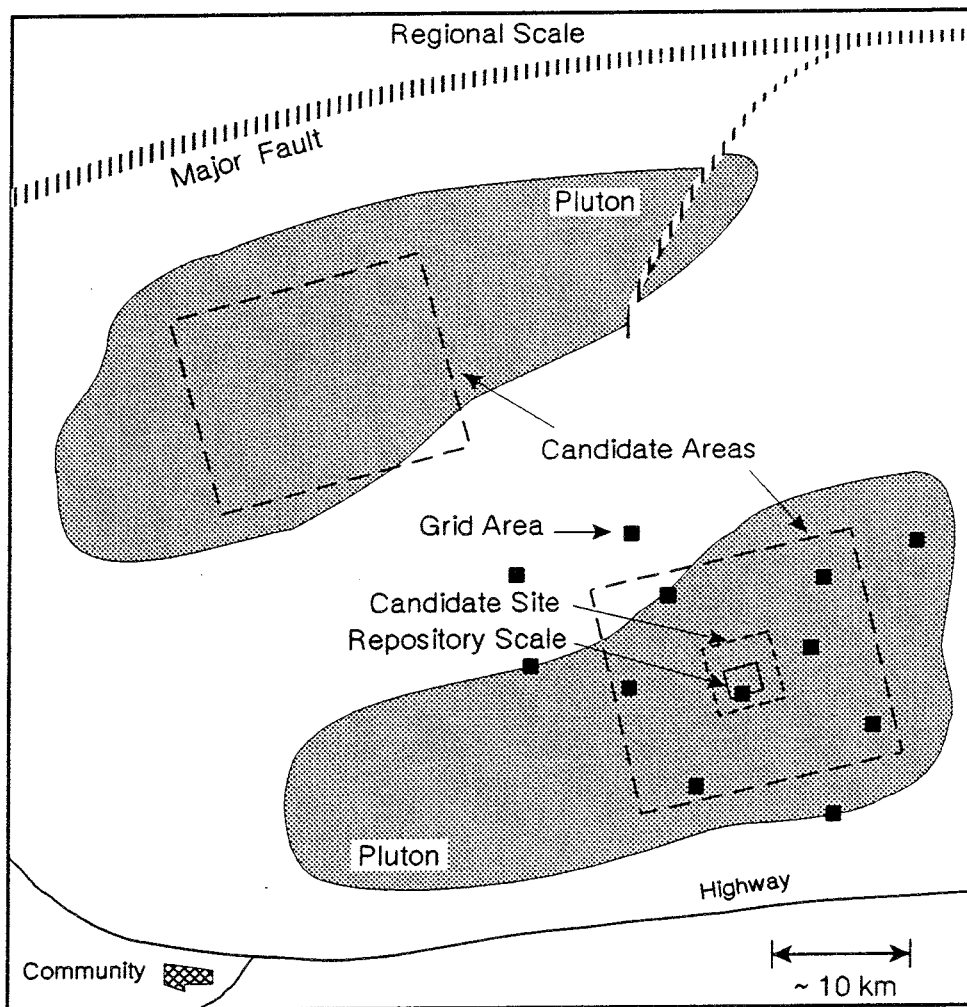 Regional Scale
Major Fault
Pluton
Candidate Areas
Grid Area
Candidate Site
Repository Scale
Pluton
Highway
Community
~ 10 km